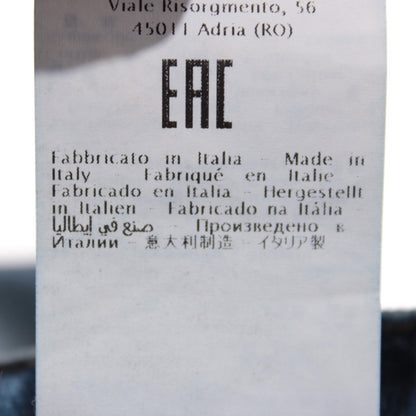 Viale Risorgmento, 56
45011 Adria (RO)
EAC
Fabbricato in Italia - Made in
Italy - Fabriqué en Italie -
Fabricado en Italia - Hergestellt
in Italien - Fabricado na Itália -
صنع في إيطاليا - Произведено в
Италии - 意大利制造 - イタリア製